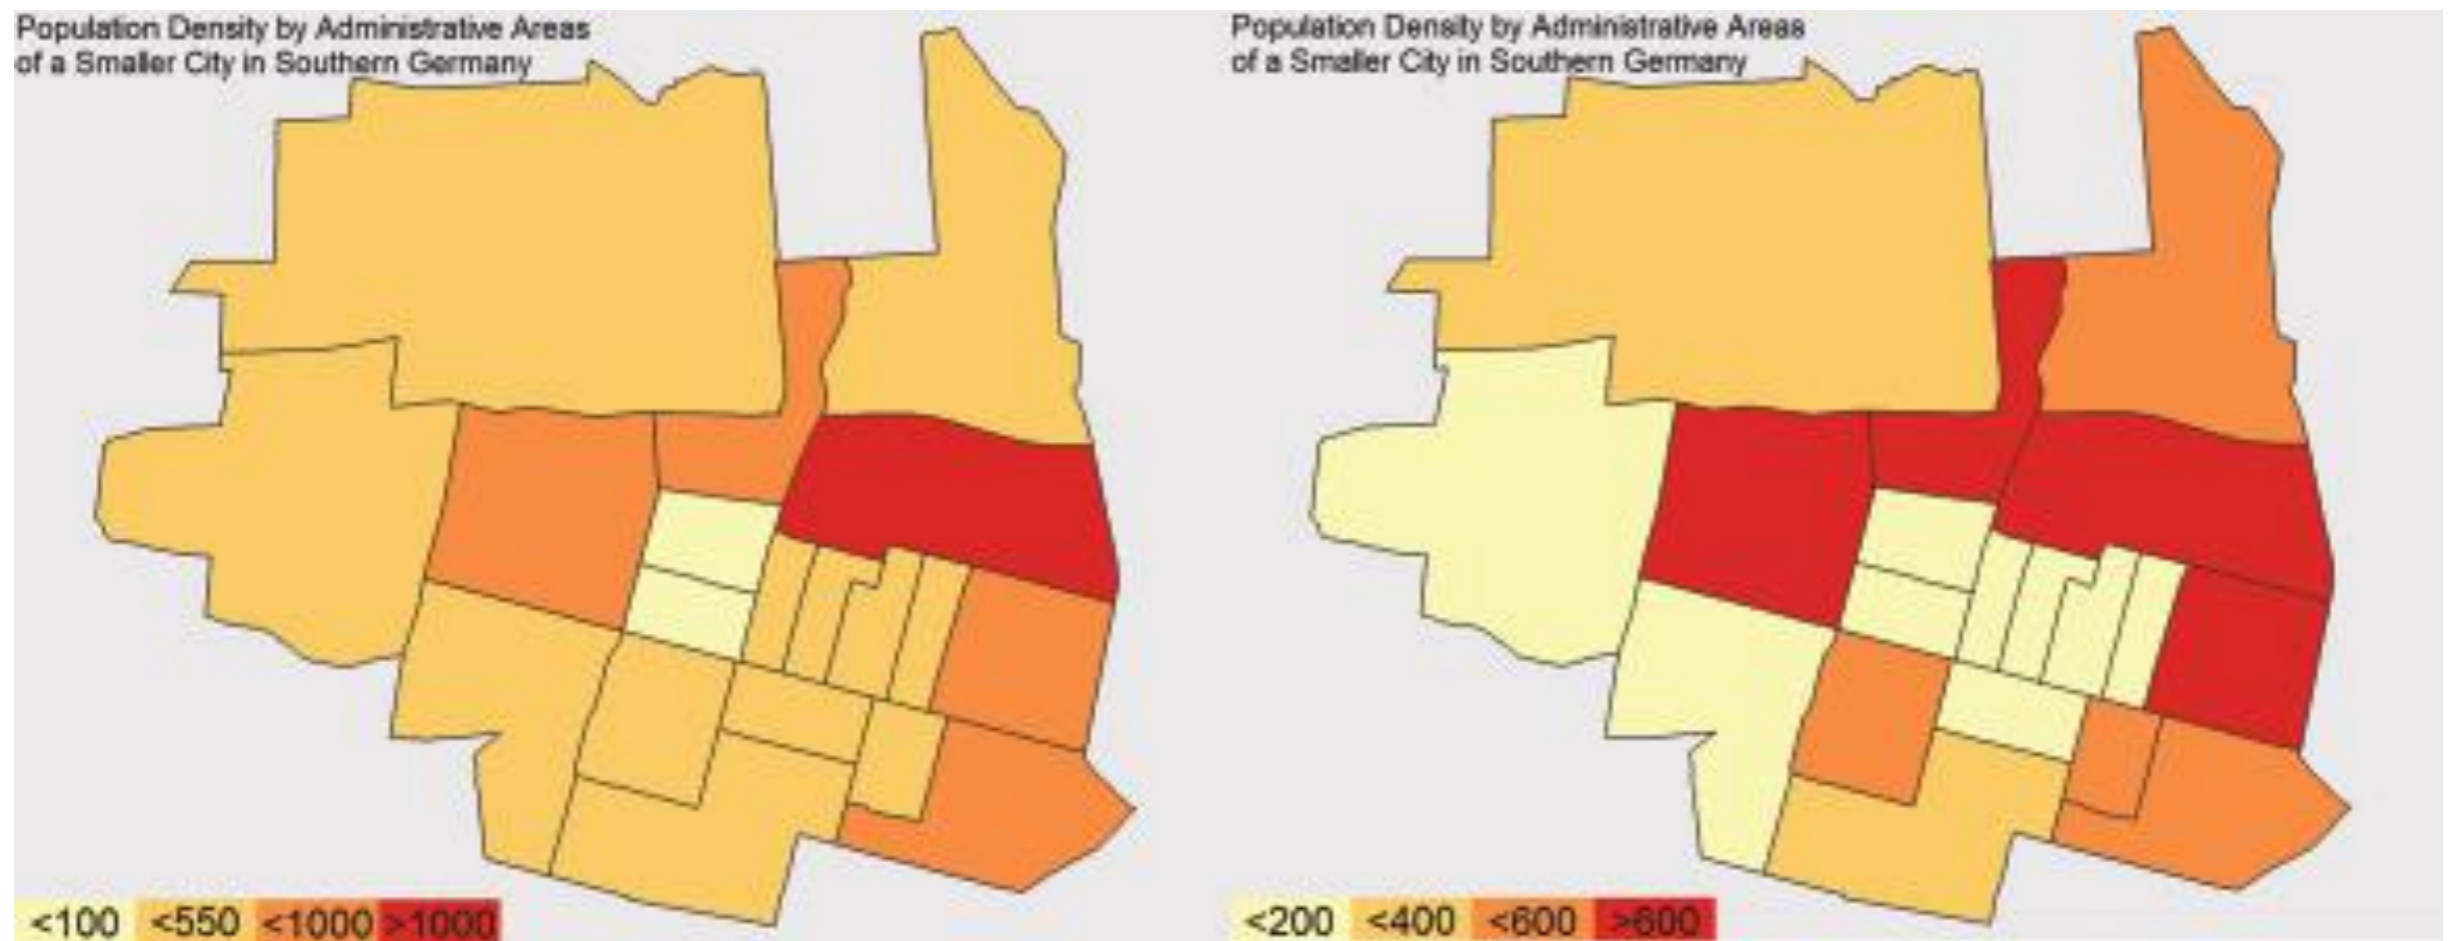 Population Density by Administrative Areas
of a Smaller City in Southern Germany
<100 <550 <1000 >1000
Population Density by Administrative Areas
of a Smaller City in Southern Germany
<200 <400 <600 >600